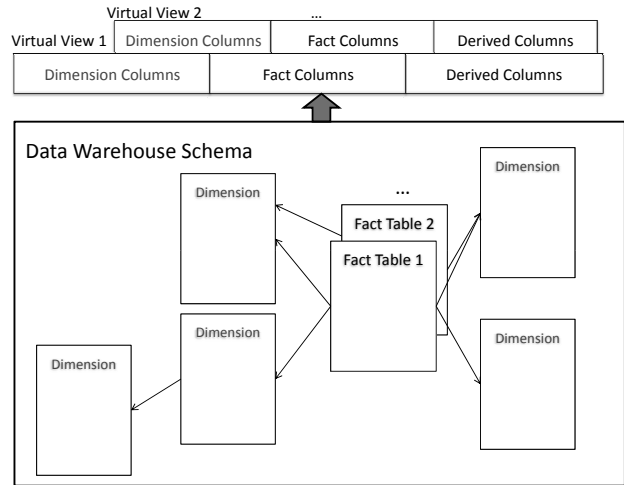 Virtual View 2 ...
Virtual View 1 Dimension Columns Fact Columns Derived Columns
Dimension Columns Fact Columns Derived Columns
Data Warehouse Schema
Dimension
Dimension
...
Fact Table 2
Fact Table 1
Dimension
Dimension
Dimension